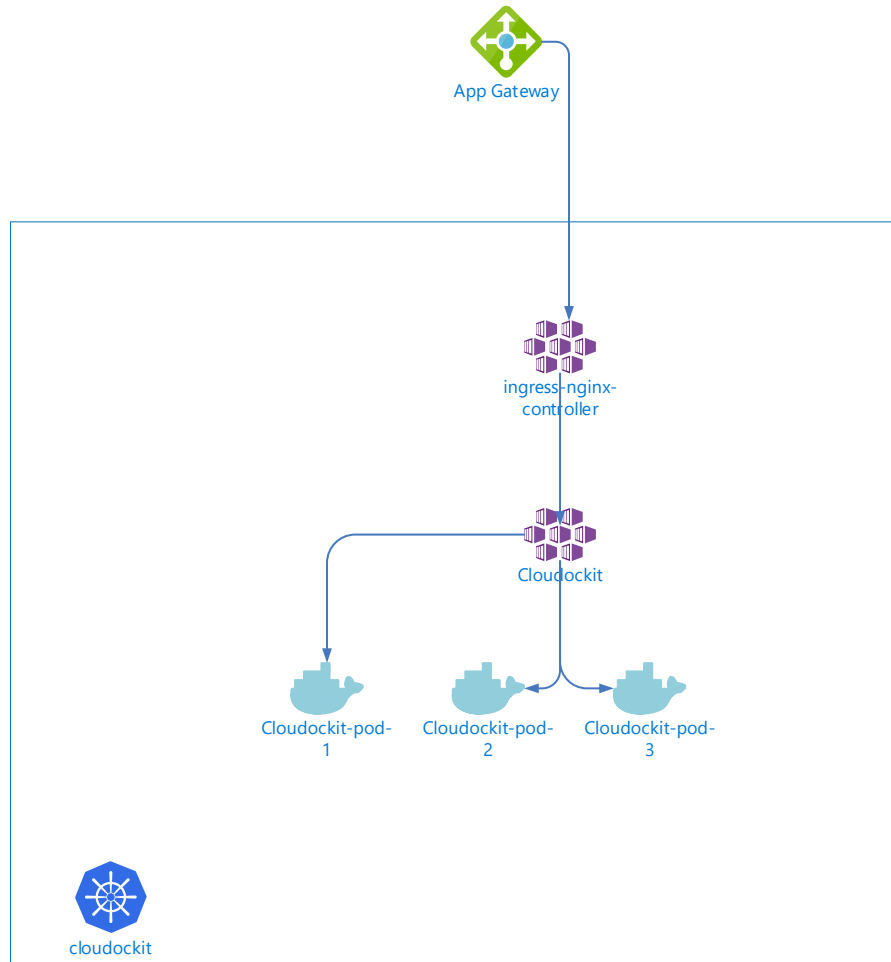 App Gateway
ingress-nginx-
controller
Cloudockit
Cloudockit-pod-
1
Cloudockit-pod-
2
Cloudockit-pod-
3
cloudockit